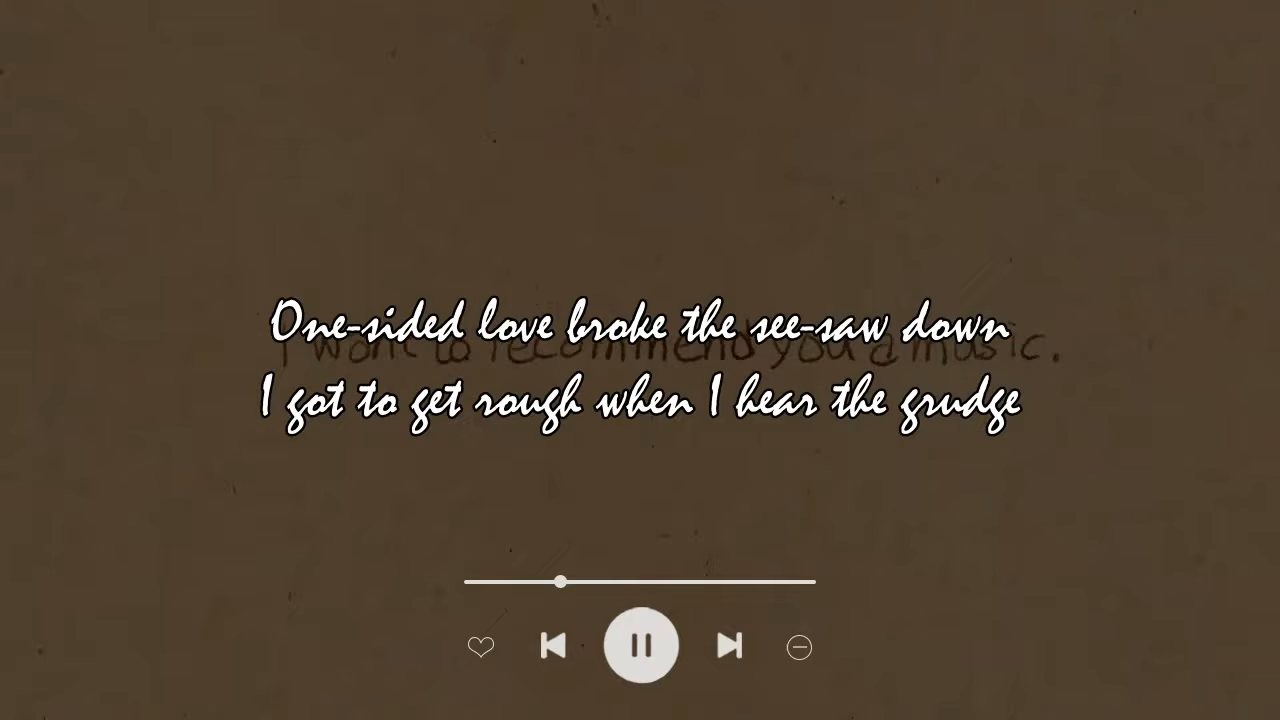 One-sided love broke the see-saw down
I want to recommend you a music.
I got to get rough when I hear the grudge